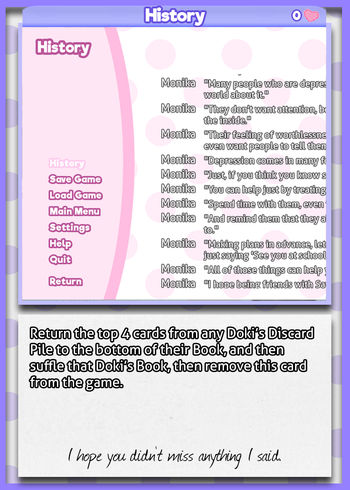 History
0
History
Monika "Many people who are depre
world about it."
Monika "They don't want attention, b
the inside."
Monika "Their feeling of worthlessne
even want people to tell then
Monika "Depression comes in many f
Monika "Just, if you think you know s
Monika "You can help just by treating
Monika "Spend time with them, even
Monika "And remind them that they a
to."
Monika "Making plans in advance, let
just saying 'See you at school
Monika "All of those things can help
Monika "I hope being friends with Sa
History
Save Game
Load Game
Main Menu
Settings
Help
Quit
Return
Return the top 4 cards from any Doki's Discard
Pile to the bottom of their Book, and then
suffle that Doki's Book, then remove this card
from the game.
I hope you didn't miss anything I said.